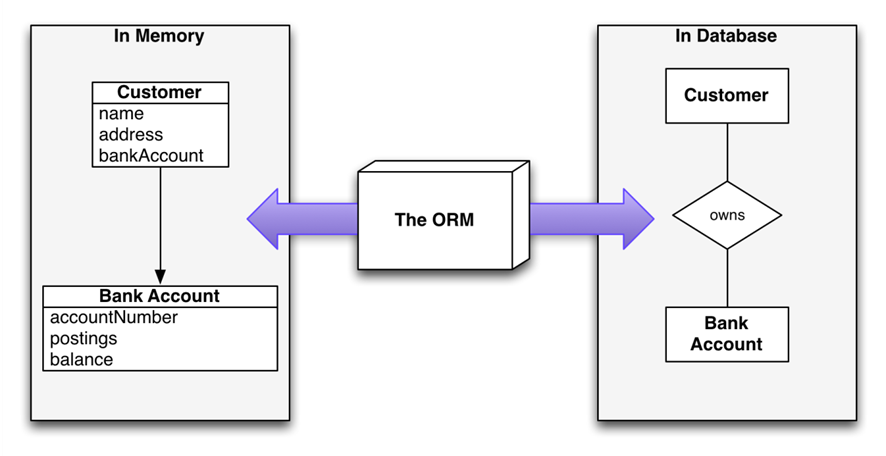 In Memory
Customer
name
address
bankAccount
Bank Account
accountNumber
postings
balance
The ORM
In Database
Customer
owns
Bank
Account